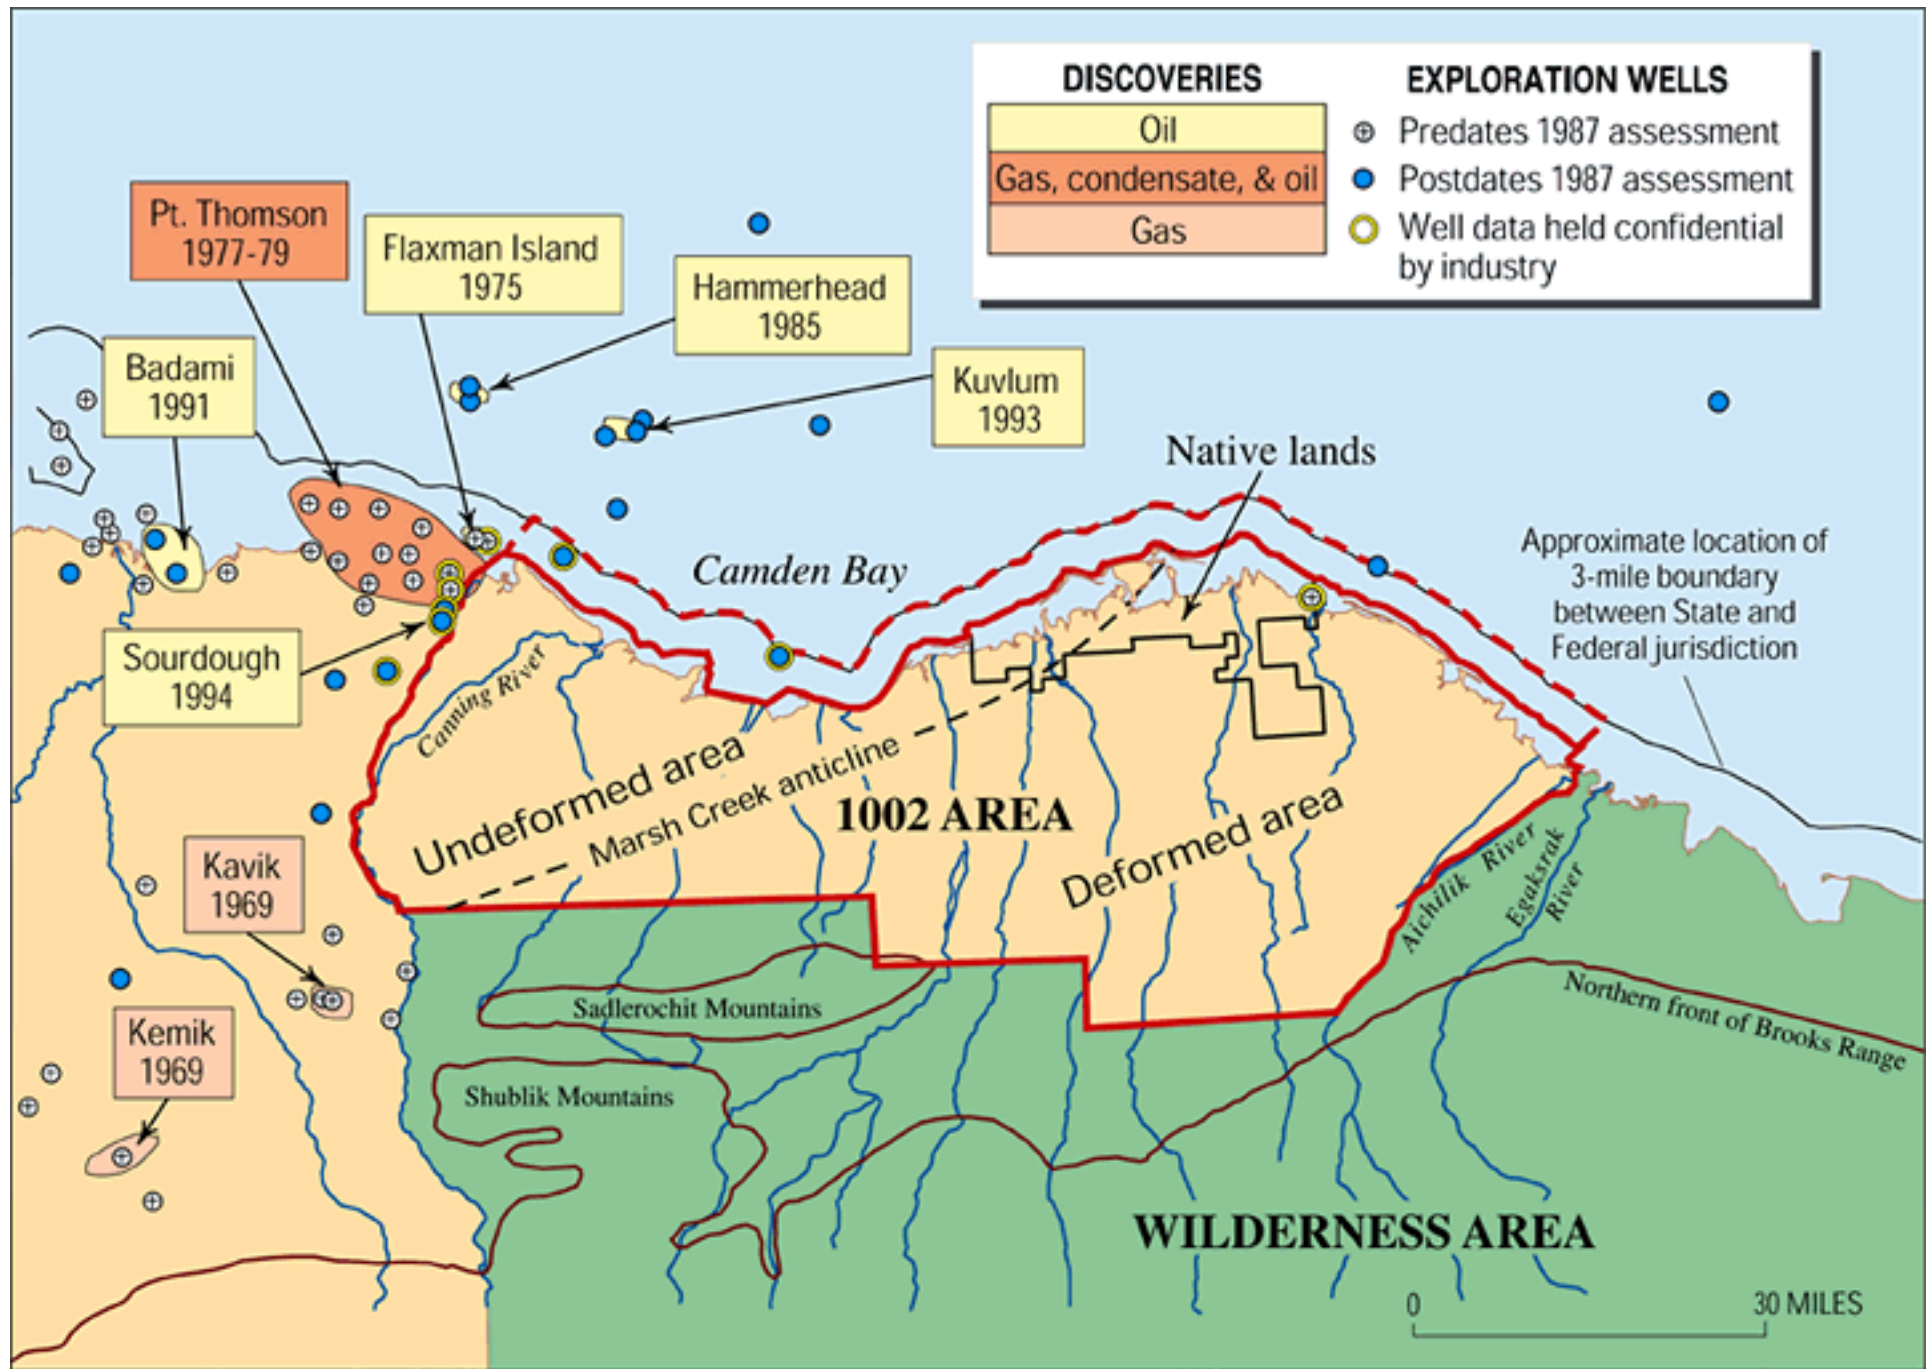 DISCOVERIES
Oil
Gas, condensate, & oil
Gas
EXPLORATION WELLS
Predates 1987 assessment
Postdates 1987 assessment
Well data held confidential
by industry
Pt. Thomson
1977-79
Flaxman Island
1975
Hammerhead
1985
Badami
1991
Kuvlum
1993
Native lands
Camden Bay
Approximate location of
3-mile boundary
between State and
Federal jurisdiction
Sourdough
1994
Canning River
Undeformed area
Marsh Creek anticline
1002 AREA
Deformed area
Aichilik River
Egaksrak
River
Kavik
1969
Kemik
1969
Sadlerochit Mountains
Shublik Mountains
Northern front of Brooks Range
WILDERNESS AREA
0
30 MILES